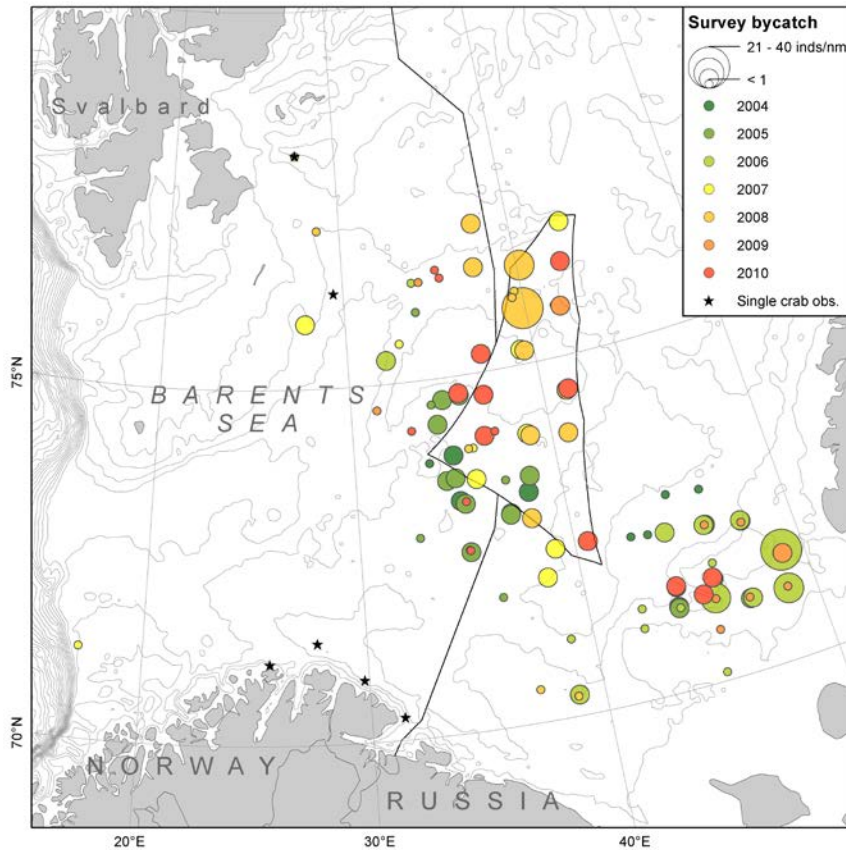 Survey bycatch
21 - 40 inds/nm
< 1
2004
2005
2006
2007
2008
2009
2010
Single crab obs.
Svalbard
75°N
BARENTS
SEA
70°N
NORWAY
RUSSIA
20°E
30°E
40°E